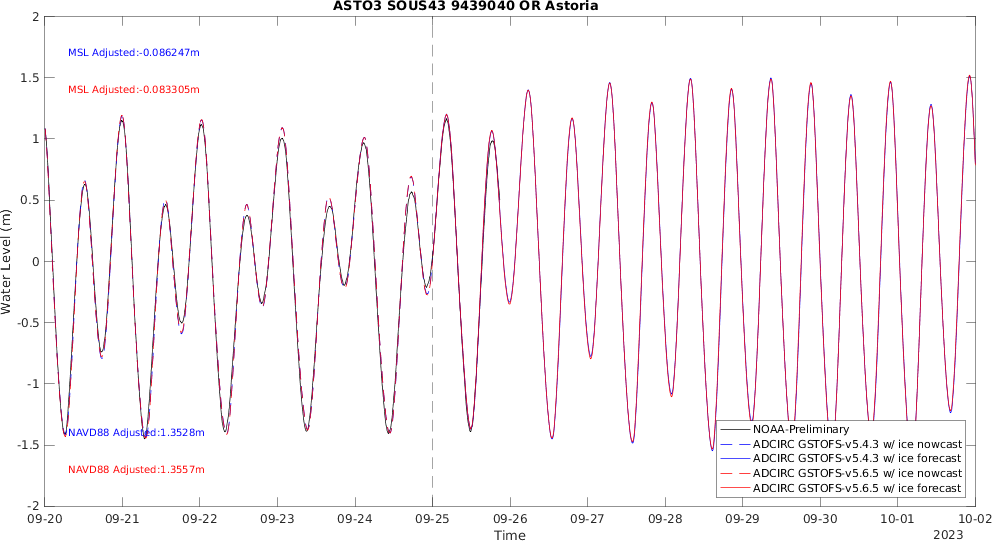 ASTO3 SOUS43 9439040 OR Astoria
MSL Adjusted:-0.086247m
MSL Adjusted:-0.083305m
NAVD88 Adjusted:1.3528m
NAVD88 Adjusted:1.3557m
Water Level (m)
2
1.5
1
0.5
0
-0.5
-1
-1.5
-2
NOAA-Preliminary
ADCIRC GSTOFS-v5.4.3 w/ ice nowcast
ADCIRC GSTOFS-v5.4.3 w/ ice forecast
ADCIRC GSTOFS-v5.6.5 w/ ice nowcast
ADCIRC GSTOFS-v5.6.5 w/ ice forecast
09-20 09-21 09-22 09-23 09-24 09-25 09-26 09-27 09-28 09-29 09-30 10-01 10-02
Time
2023